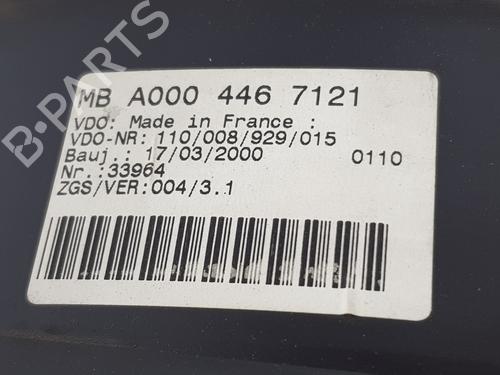 B-PARTS
MB A000 446 7121
VDO: Made in France :
VDO-NR: 110/008/929/015
Bauj.: 17/03/2000 0110
Nr.:33964
ZGS/VER:004/3.1